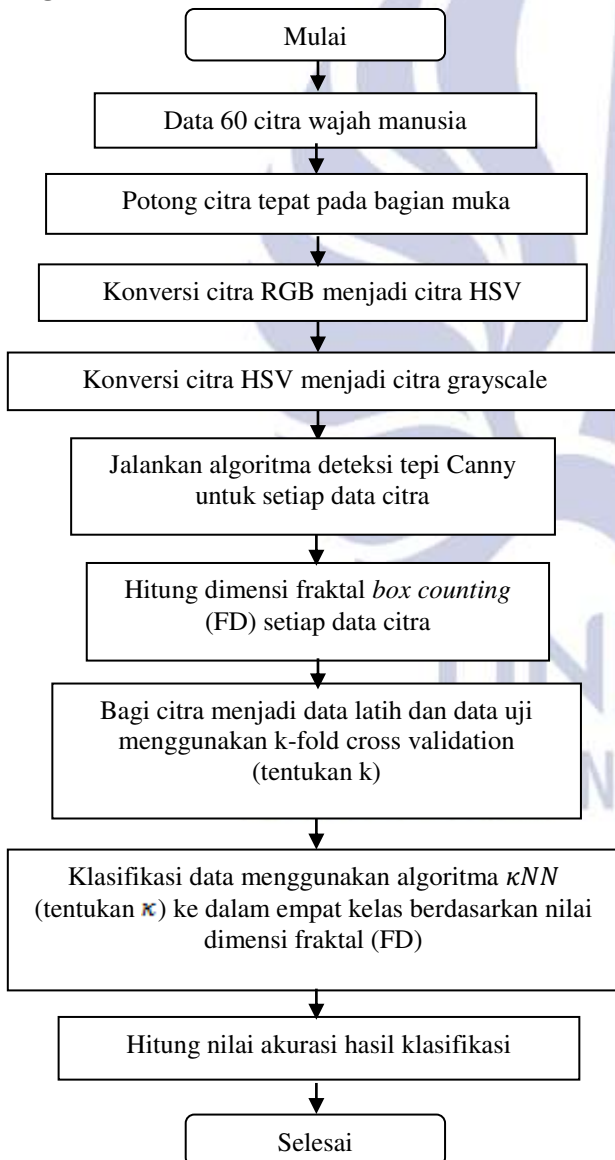 Mulai
Data 60 citra wajah manusia
Potong citra tepat pada bagian muka
Konversi citra RGB menjadi citra HSV
Konversi citra HSV menjadi citra grayscale
Jalankan algoritma deteksi tepi Canny
untuk setiap data citra
Hitung dimensi fraktal box counting
(FD) setiap data citra
Bagi citra menjadi data latih dan data uji
menggunakan k-fold cross validation
(tentukan k)
Klasifikasi data menggunakan algoritma κNN
(tentukan κ) ke dalam empat kelas berdasarkan nilai
dimensi fraktal (FD)
Hitung nilai akurasi hasil klasifikasi
Selesai